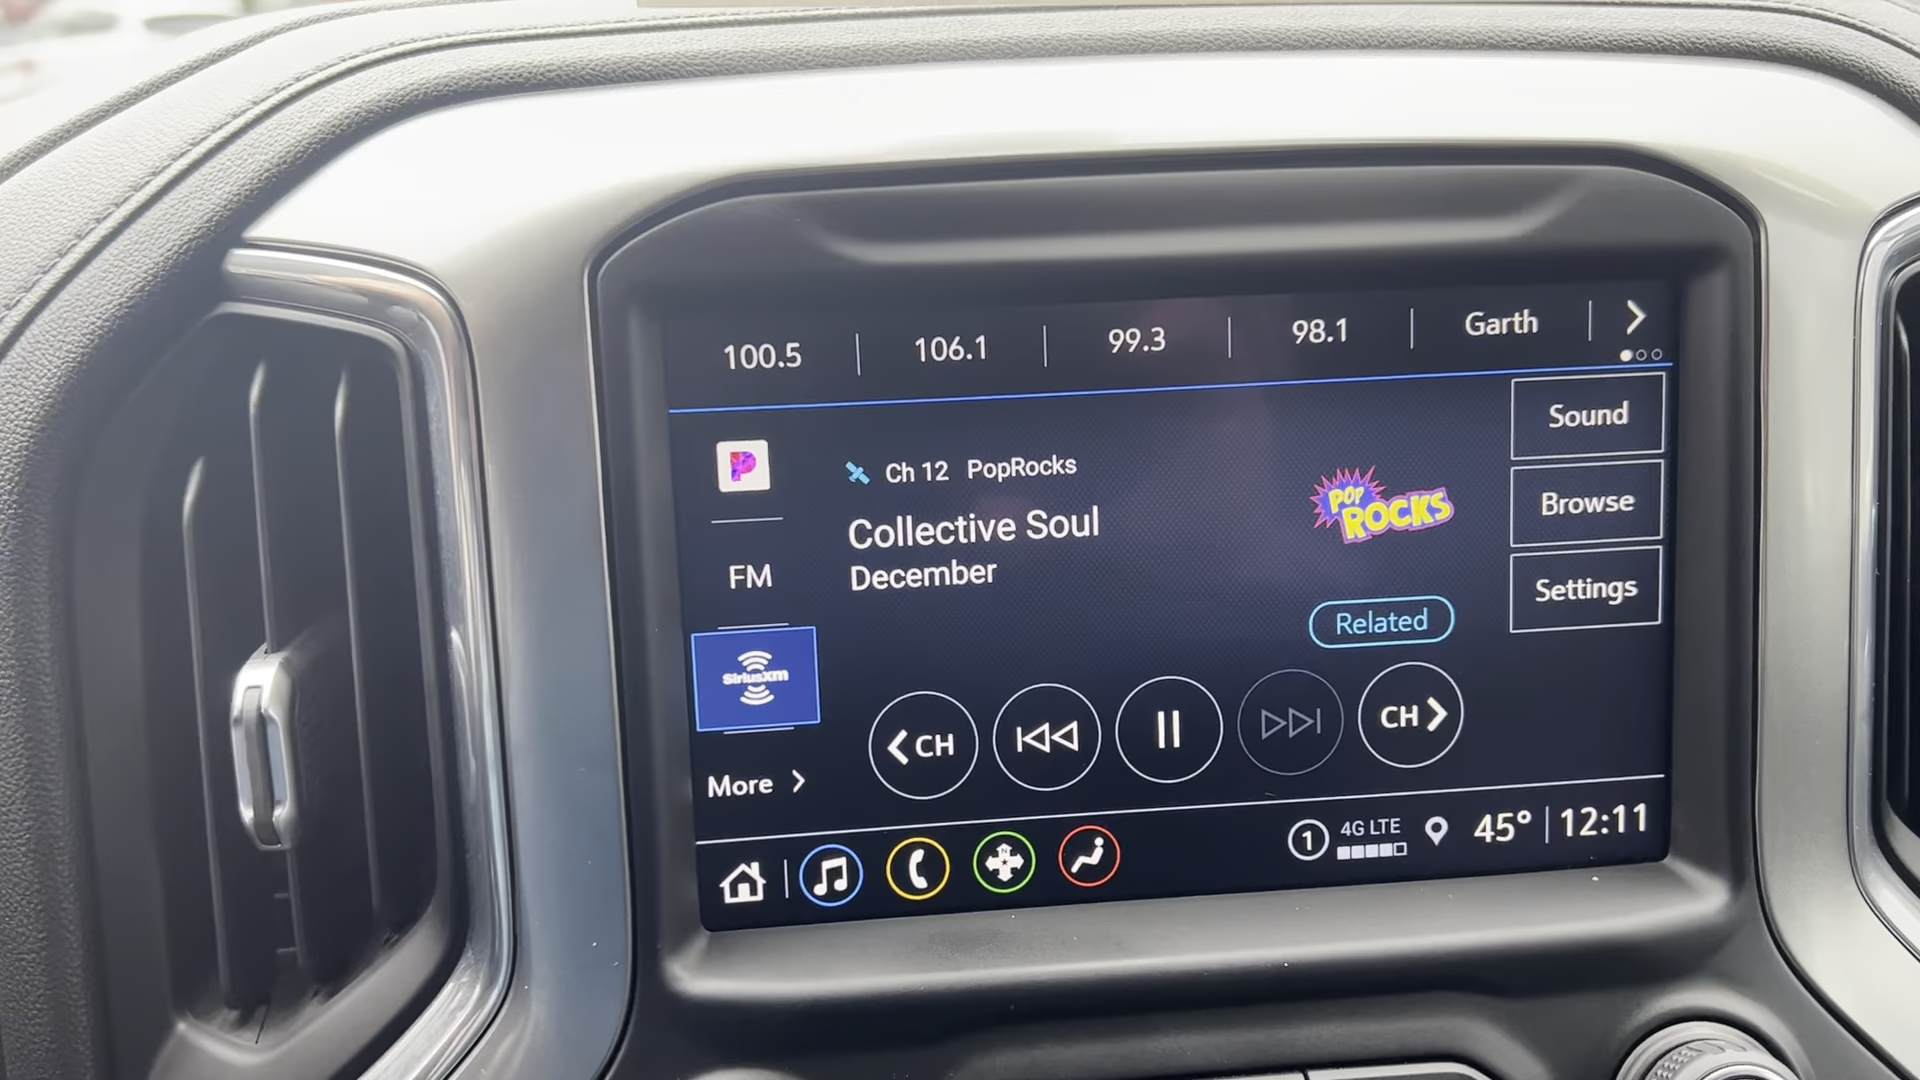 100.5 106.1 99.3 98.1 Garth
Sound
Ch 12 PopRocks
POP
ROCKS
Browse
Collective Soul
December
FM
Settings
Related
SiriusXm
CH CH
More
1 4G LTE 45° 12:11